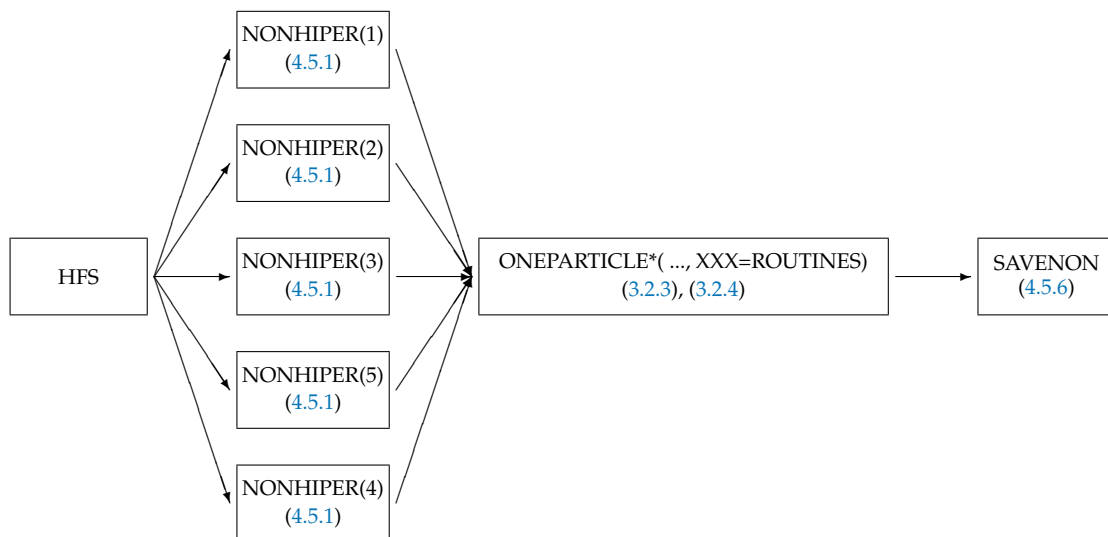 NONHIPER(1)
(4.5.1)
NONHIPER(2)
(4.5.1)
HFS
NONHIPER(3)
(4.5.1)
ONEPARTICLE*( ..., XXX=ROUTINES)
(3.2.3), (3.2.4)
SAVENON
(4.5.6)
NONHIPER(5)
(4.5.1)
NONHIPER(4)
(4.5.1)